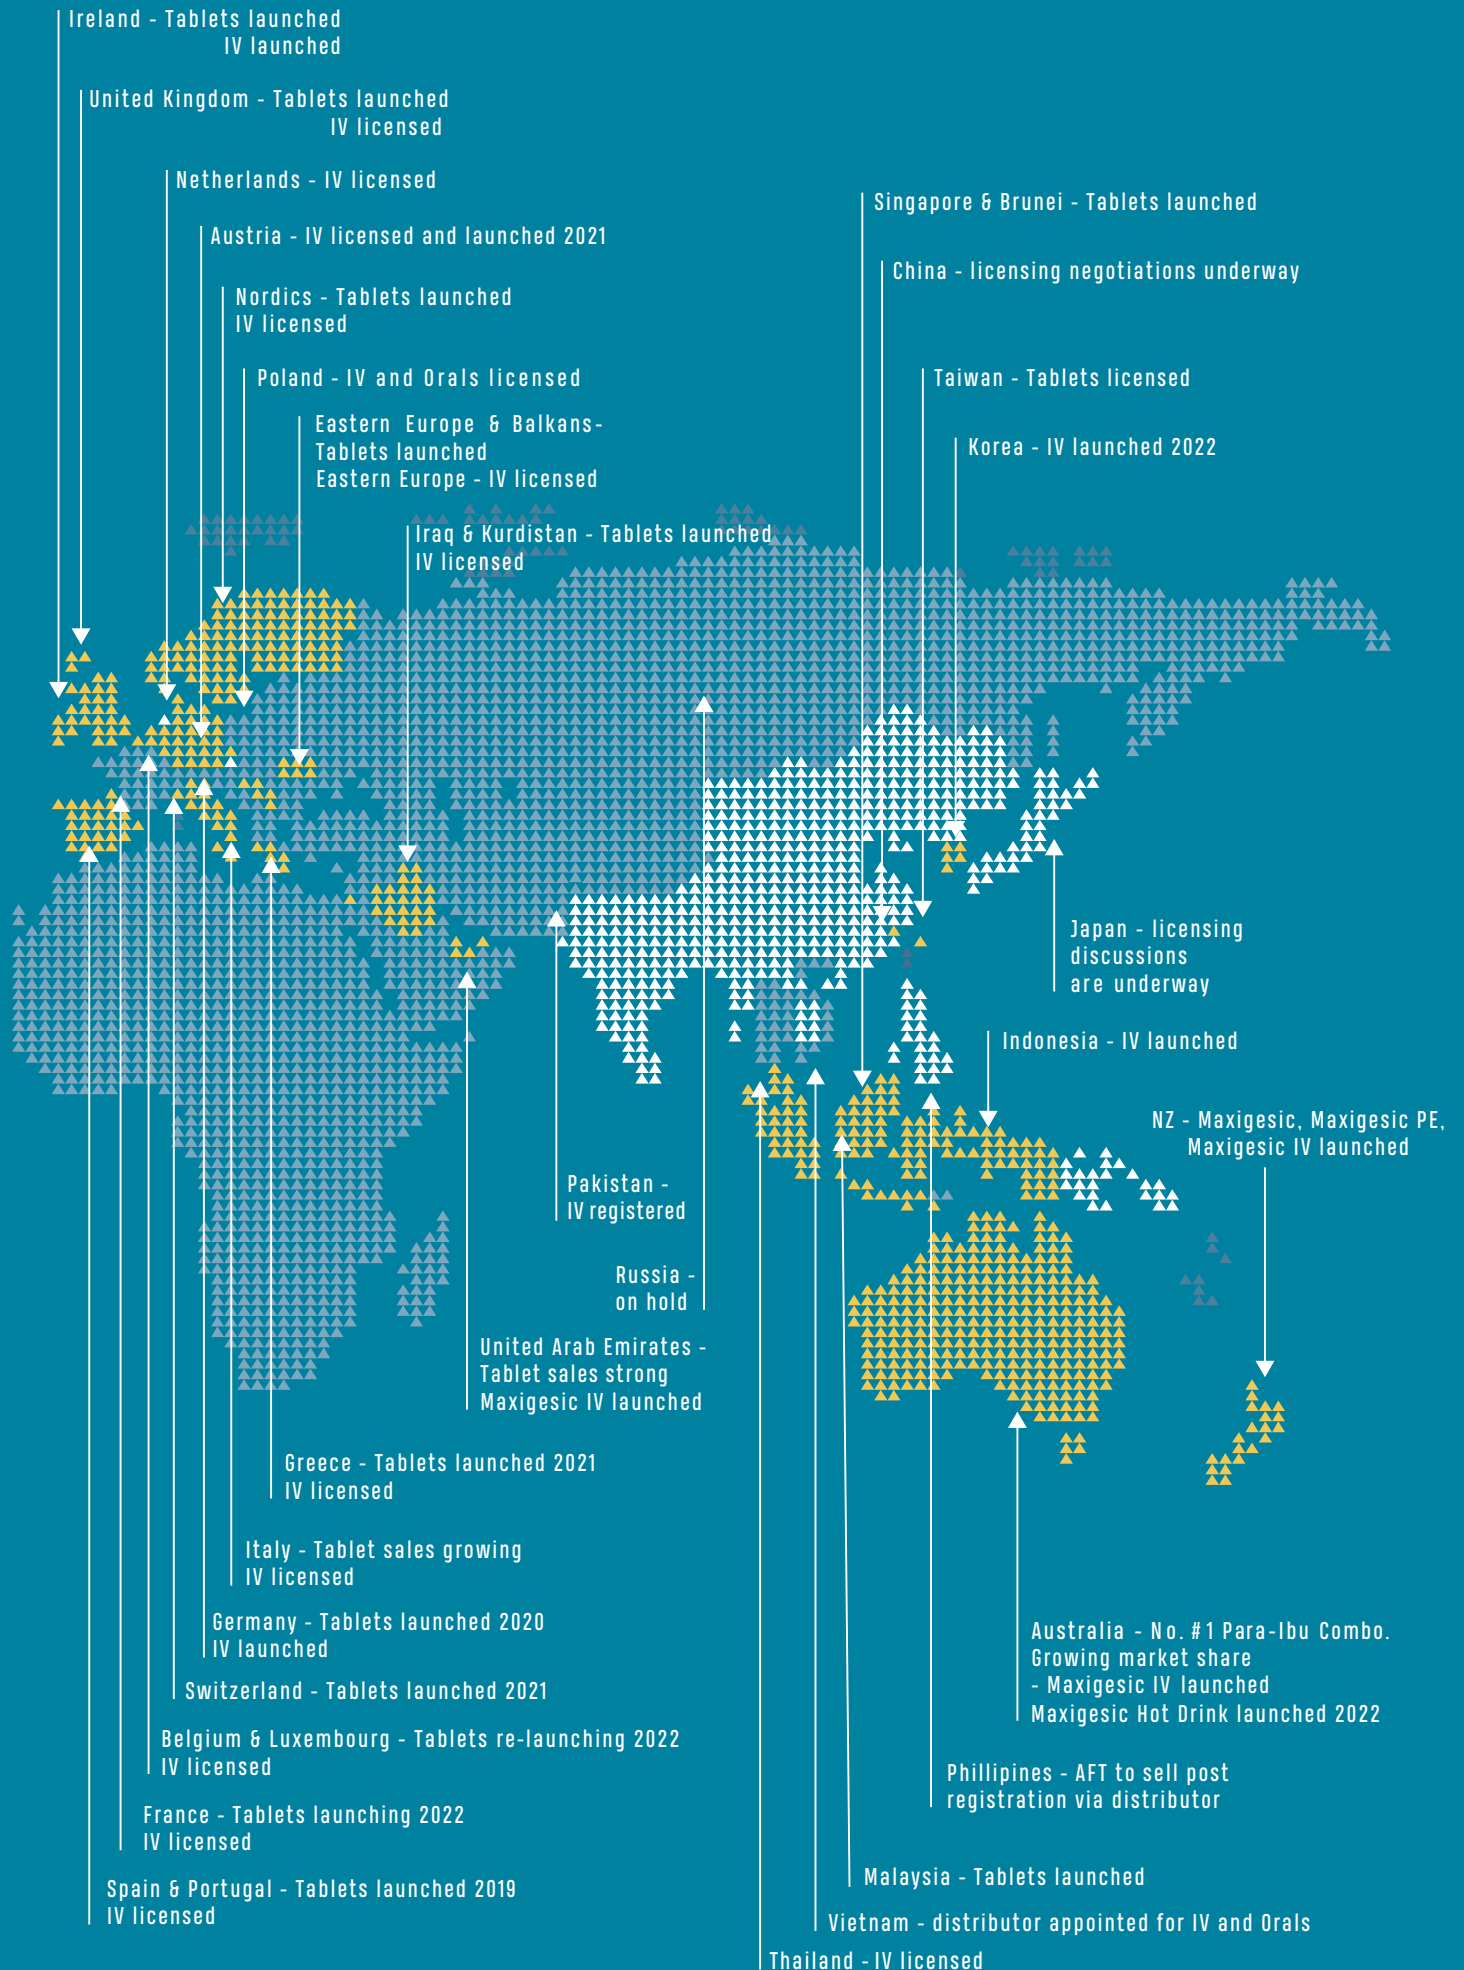 Ireland - Tablets launched
IV launched
United Kingdom - Tablets launched
IV licensed
Netherlands - IV licensed
Austria - IV licensed and launched 2021
Nordics - Tablets launched
IV licensed
Poland - IV and Orals licensed
Eastern Europe & Balkans-
Tablets launched
Eastern Europe - IV licensed
Iraq & Kurdistan - Tablets launched
IV licensed
Singapore & Brunei - Tablets launched
China - licensing negotiations underway
Taiwan - Tablets licensed
Korea - IV launched 2022
Japan - licensing
discussions
are underway
Indonesia - IV launched
NZ - Maxigesic, Maxigesic PE,
Maxigesic IV launched
Pakistan -
IV registered
Russia -
on hold
United Arab Emirates -
Tablet sales strong
Maxigesic IV launched
Greece - Tablets launched 2021
IV licensed
Italy - Tablet sales growing
IV licensed
Germany - Tablets launched 2020
IV launched
Switzerland - Tablets launched 2021
Belgium & Luxembourg - Tablets re-launching 2022
IV licensed
France - Tablets launching 2022
IV licensed
Spain & Portugal - Tablets launched 2019
IV licensed
Australia - No. #1 Para-Ibu Combo.
Growing market share
- Maxigesic IV launched
Maxigesic Hot Drink launched 2022
Phillipines - AFT to sell post
registration via distributor
Malaysia - Tablets launched
Vietnam - distributor appointed for IV and Orals
Thailand - IV licensed